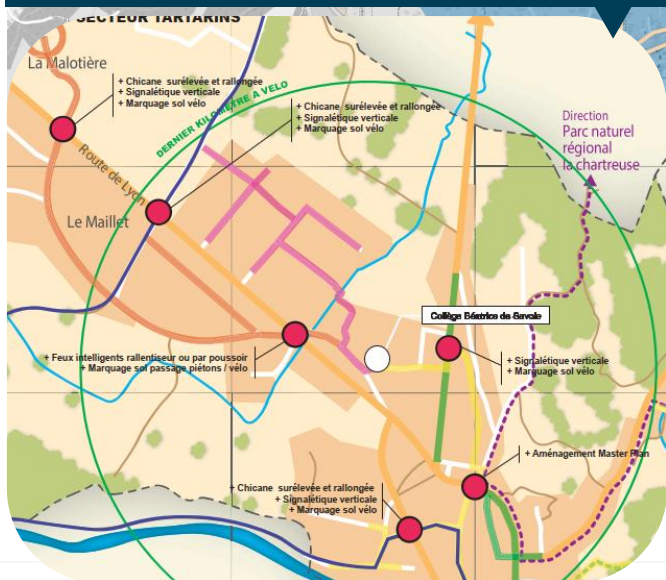 SECTEUR TARTARINS
La Malotière
+ Chicane surélevée et rallongée
+ Signalétique verticale
+ Marquage sol vélo
+ Chicane surélevée et rallongée
+ Signalétique verticale
+ Marquage sol vélo
DERNIER KILOMÈTRE A VELO
Direction
Parc naturel
régional
la chartreuse
Route de Lyon
Le Maillet
Collège Béatrice de Savoie
+ Feux intelligents rallentiseur ou par poussoir
+ Marquage sol passage piétons / vélo
+ Signalétique verticale
+ Marquage sol vélo
+ Aménagement Master Plan
+ Chicane surélevée et rallongée
+ Signalétique verticale
+ Marquage sol vélo